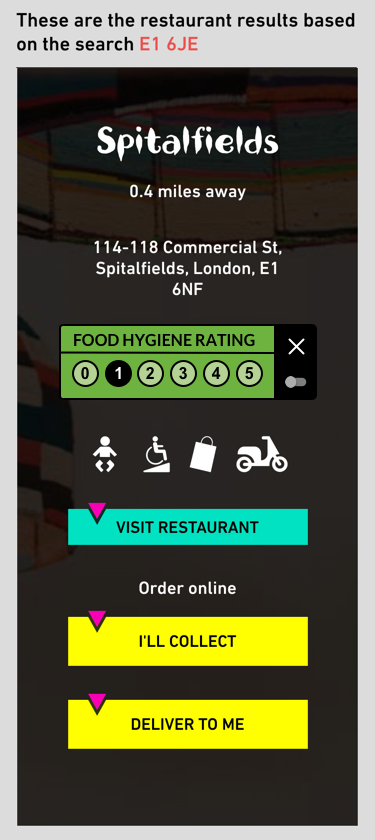 These are the restaurant results based
on the search E1 6JE
Spitalfields
0.4 miles away
114-118 Commercial St,
Spitalfields, London, E1
6NF
FOOD HYGIENE RATING
0 1 2 3 4 5
VISIT RESTAURANT
Order online
I'LL COLLECT
DELIVER TO ME